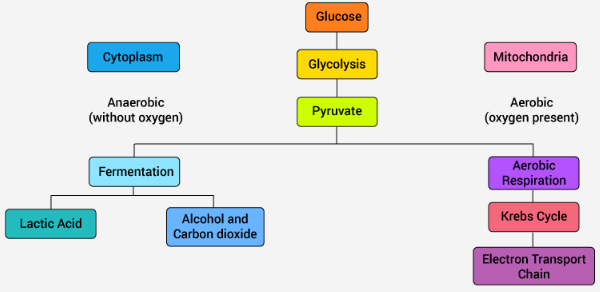 Glucose
Cytoplasm
Glycolysis
Mitochondria
Anaerobic
(without oxygen)
Pyruvate
Aerobic
(oxygen present)
Fermentation
Aerobic
Respiration
Lactic Acid
Alcohol and
Carbon dioxide
Krebs Cycle
Electron Transport
Chain